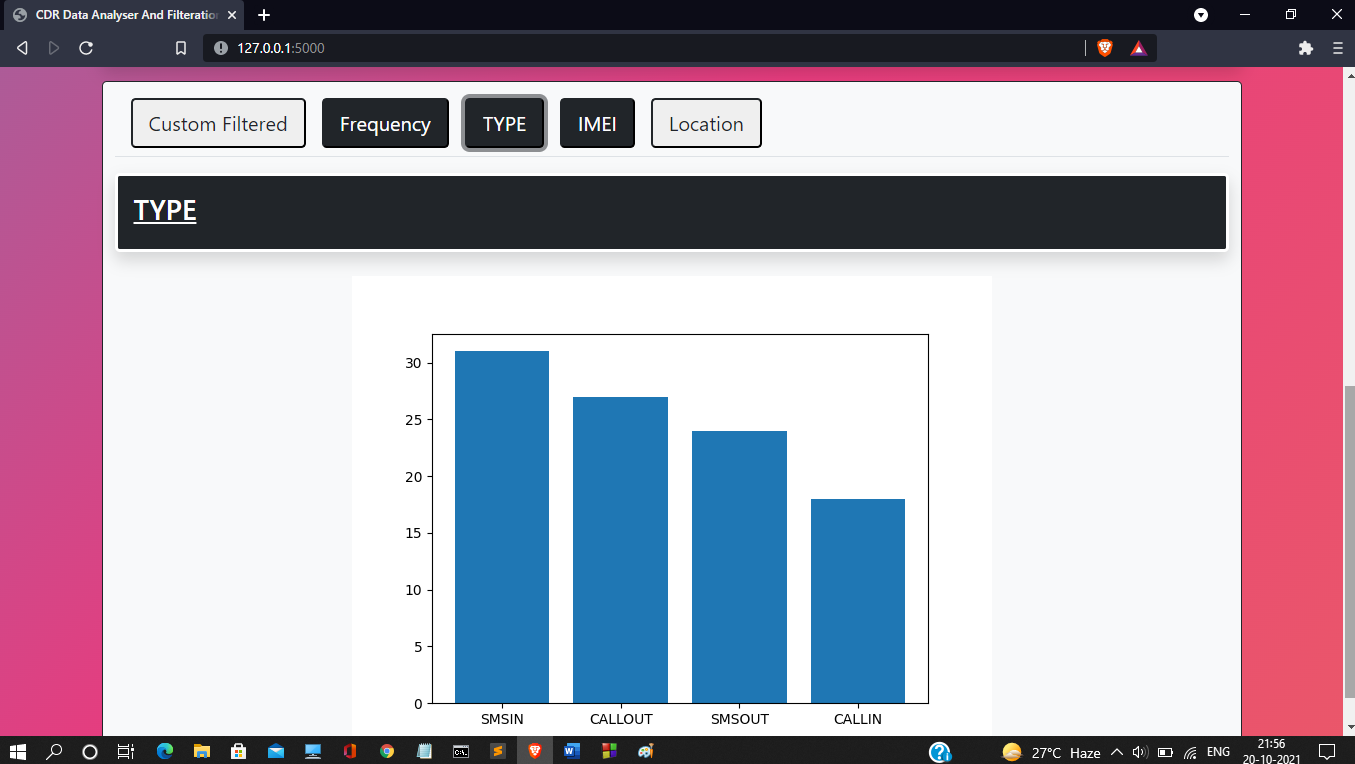 CDR Data Analyser And Filteratio
127.0.0.1:5000
Custom Filtered
Frequency
TYPE
IMEI
Location
TYPE
30
25
20
15
10
5
0
SMSIN CALLOUT SMSOUT CALLIN
27°C Haze
ENG
21:56
20-10-2021